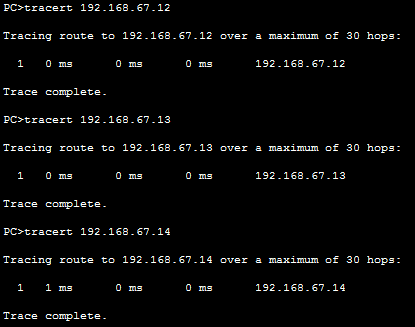 PC>tracert 192.168.67.12
Tracing route to 192.168.67.12 over a maximum of 30 hops:
1 0 ms 0 ms 0 ms 192.168.67.12
Trace complete.
PC>tracert 192.168.67.13
Tracing route to 192.168.67.13 over a maximum of 30 hops:
1 0 ms 0 ms 0 ms 192.168.67.13
Trace complete.
PC>tracert 192.168.67.14
Tracing route to 192.168.67.14 over a maximum of 30 hops:
1 1 ms 0 ms 0 ms 192.168.67.14
Trace complete.